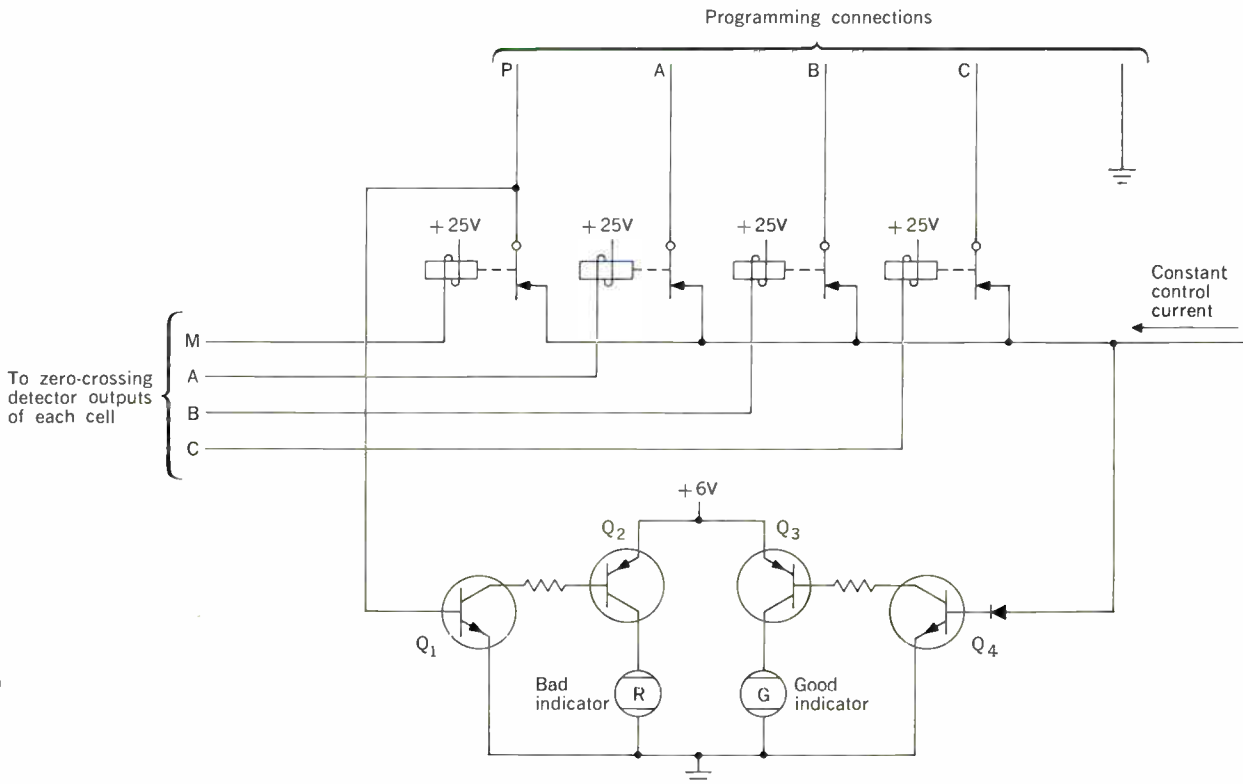 Programming connections
P
A
B
C
+25V
+25V
+25V
+25V
Constant
control
current
M
A
B
C
To zero-crossing
detector outputs
of each cell
+6V
Q2
Q3
Q1
Q4
Bad
indicator
R
G
Good
indicator